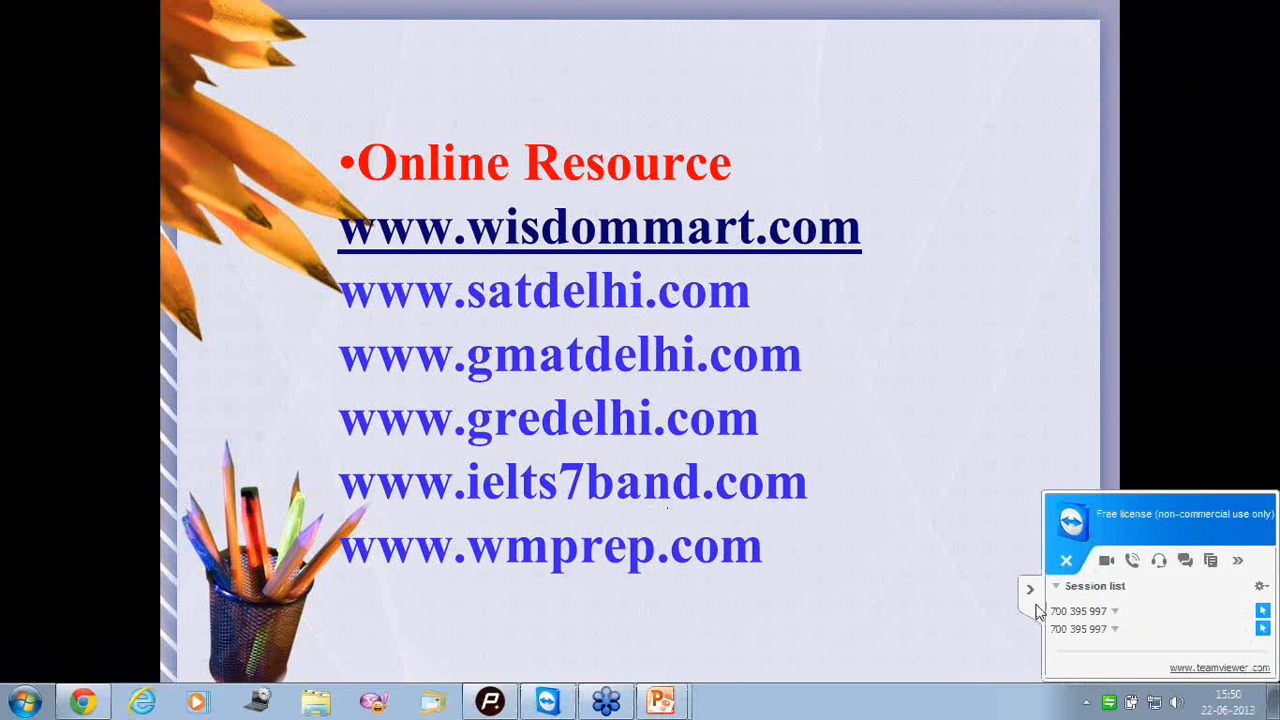 •Online Resource
www.wisdommart.com
www.satdelhi.com
www.gmatdelhi.com
www.gredelhi.com
www.ielts7band.com
www.wmprep.com
Free license (non-commercial use only)
Session list
700 395 997
700 395 997
www.teamviewer.com
15:50
22-06-2013